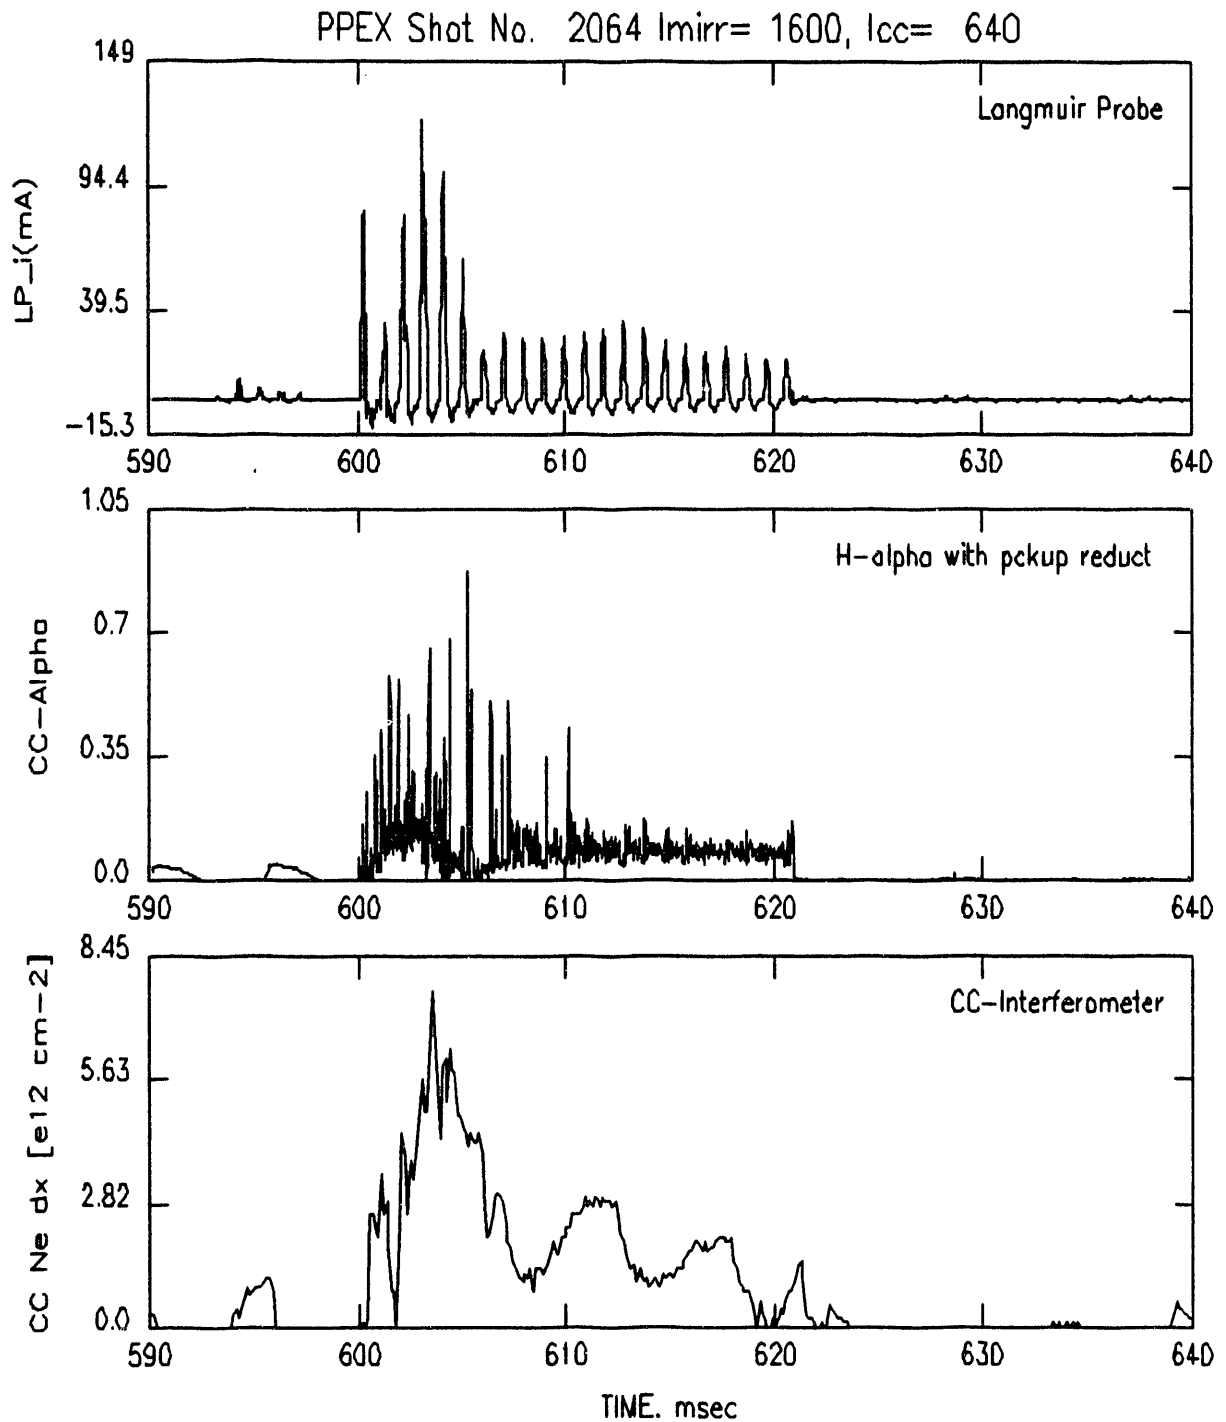 PPEX Shot No. 2064 Imirr= 1600, Icc= 640
149
Langmuir Probe
94.4
LP_i(mA)
39.5
-15.3
590 600 610 620 630 640
1.05
H-alpha with pckup reduct
0.7
CC-Alpha
0.35
0.0
590 600 610 620 630 640
8.45
CC-Interferometer
5.63
CC Ne dx [e12 cm-2]
2.82
0.0
590 600 610 620 630 640
TIME. msec